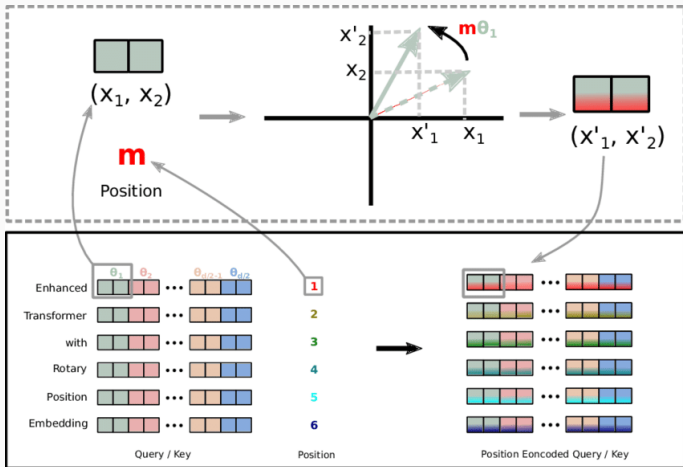 x'₂
mθ₁
x₂
(x₁, x₂)
x'₁ x₁
(x'₁, x'₂)
m
Position
θ₁ θ₂ θd/2-1 θd/2
Enhanced ••• 1 •••
Transformer ••• 2 •••
with ••• 3 •••
Rotary ••• 4 •••
Position ••• 5 •••
Embedding ••• 6 •••
Query / Key Position Position Eoncoded Query / Key